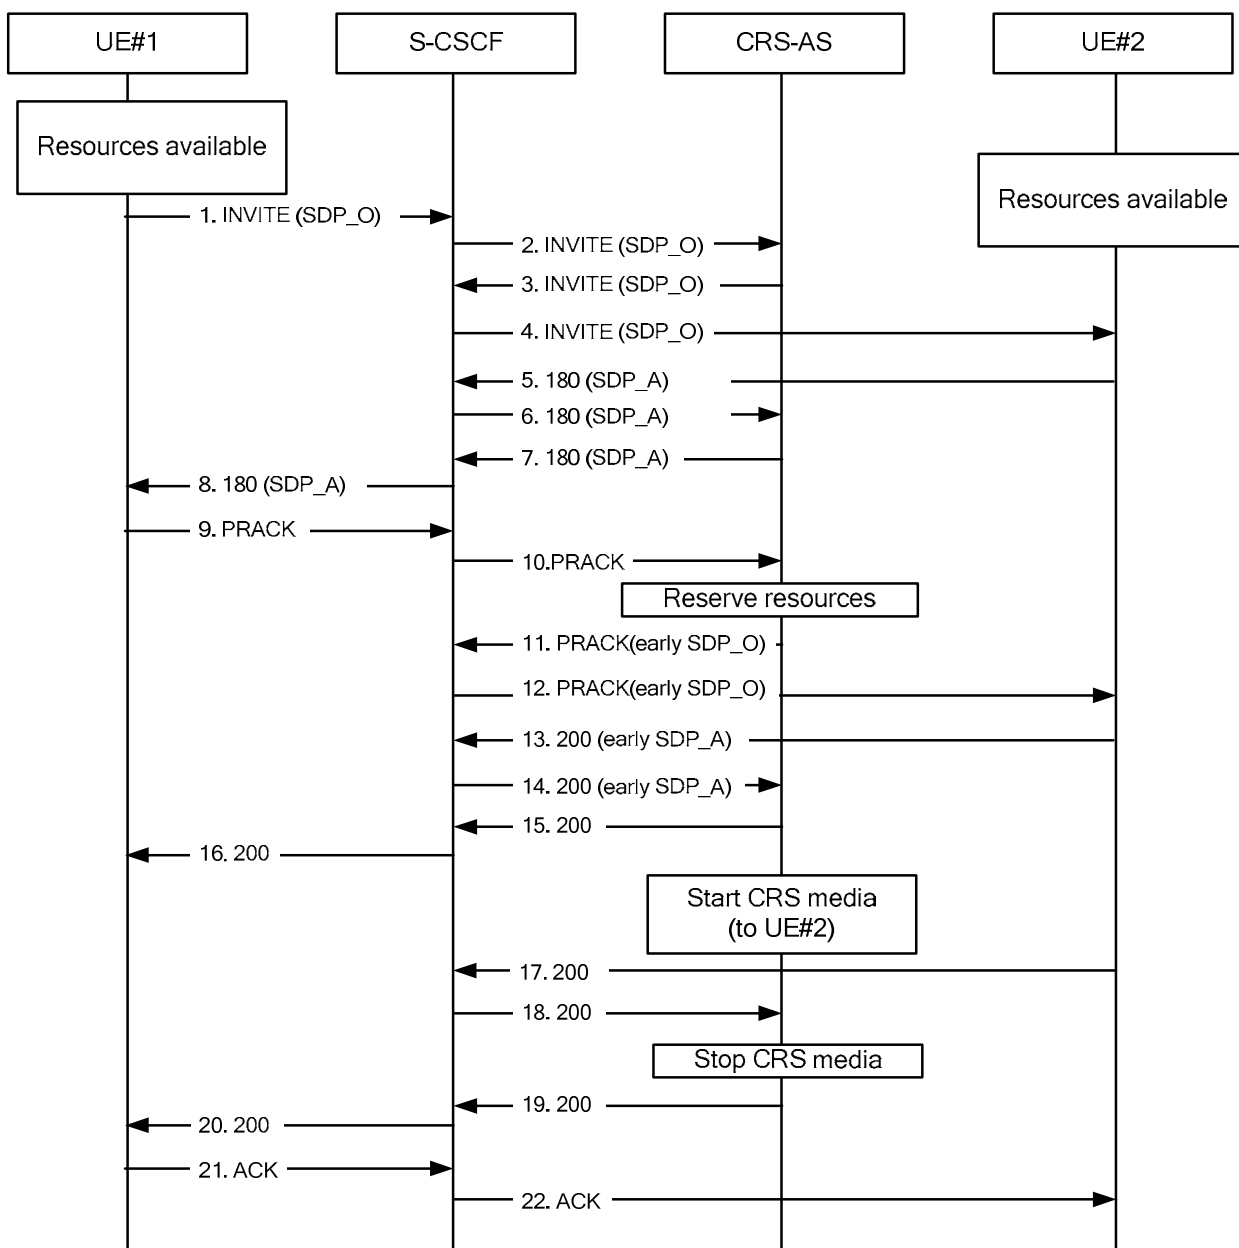 UE#1
S-CSCF
CRS-AS
UE#2
Resources available
Resources available
1. INVITE (SDP_O)
2. INVITE (SDP_O)
3. INVITE (SDP_O)
4. INVITE (SDP_O)
5. 180 (SDP_A)
6. 180 (SDP_A)
7. 180 (SDP_A)
8. 180 (SDP_A)
9. PRACK
10.PRACK
Reserve resources
11. PRACK(early SDP_O)
12. PRACK(early SDP_O)
13. 200 (early SDP_A)
14. 200 (early SDP_A)
15. 200
16. 200
Start CRS media
(to UE#2)
17. 200
18. 200
Stop CRS media
19. 200
20. 200
21. ACK
22. ACK